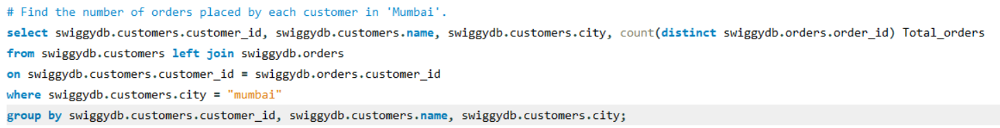 # Find the number of orders placed by each customer in 'Mumbai'.
select swiggydb.customers.customer_id, swiggydb.customers.name, swiggydb.customers.city, count(distinct swiggydb.orders.order_id) Total_orders
from swiggydb.customers left join swiggydb.orders
on swiggydb.customers.customer_id = swiggydb.orders.customer_id
where swiggydb.customers.city = "mumbai"
group by swiggydb.customers.customer_id, swiggydb.customers.name, swiggydb.customers.city;